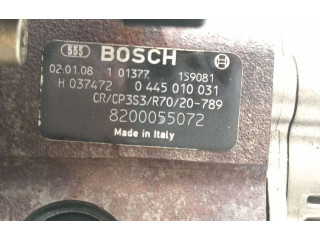 555 BOSCH
02.01.08 1 01377 159081
H 037472 0 445 010 031
CR/CP3S3/R70/20-789
8200055072
Made in Italy